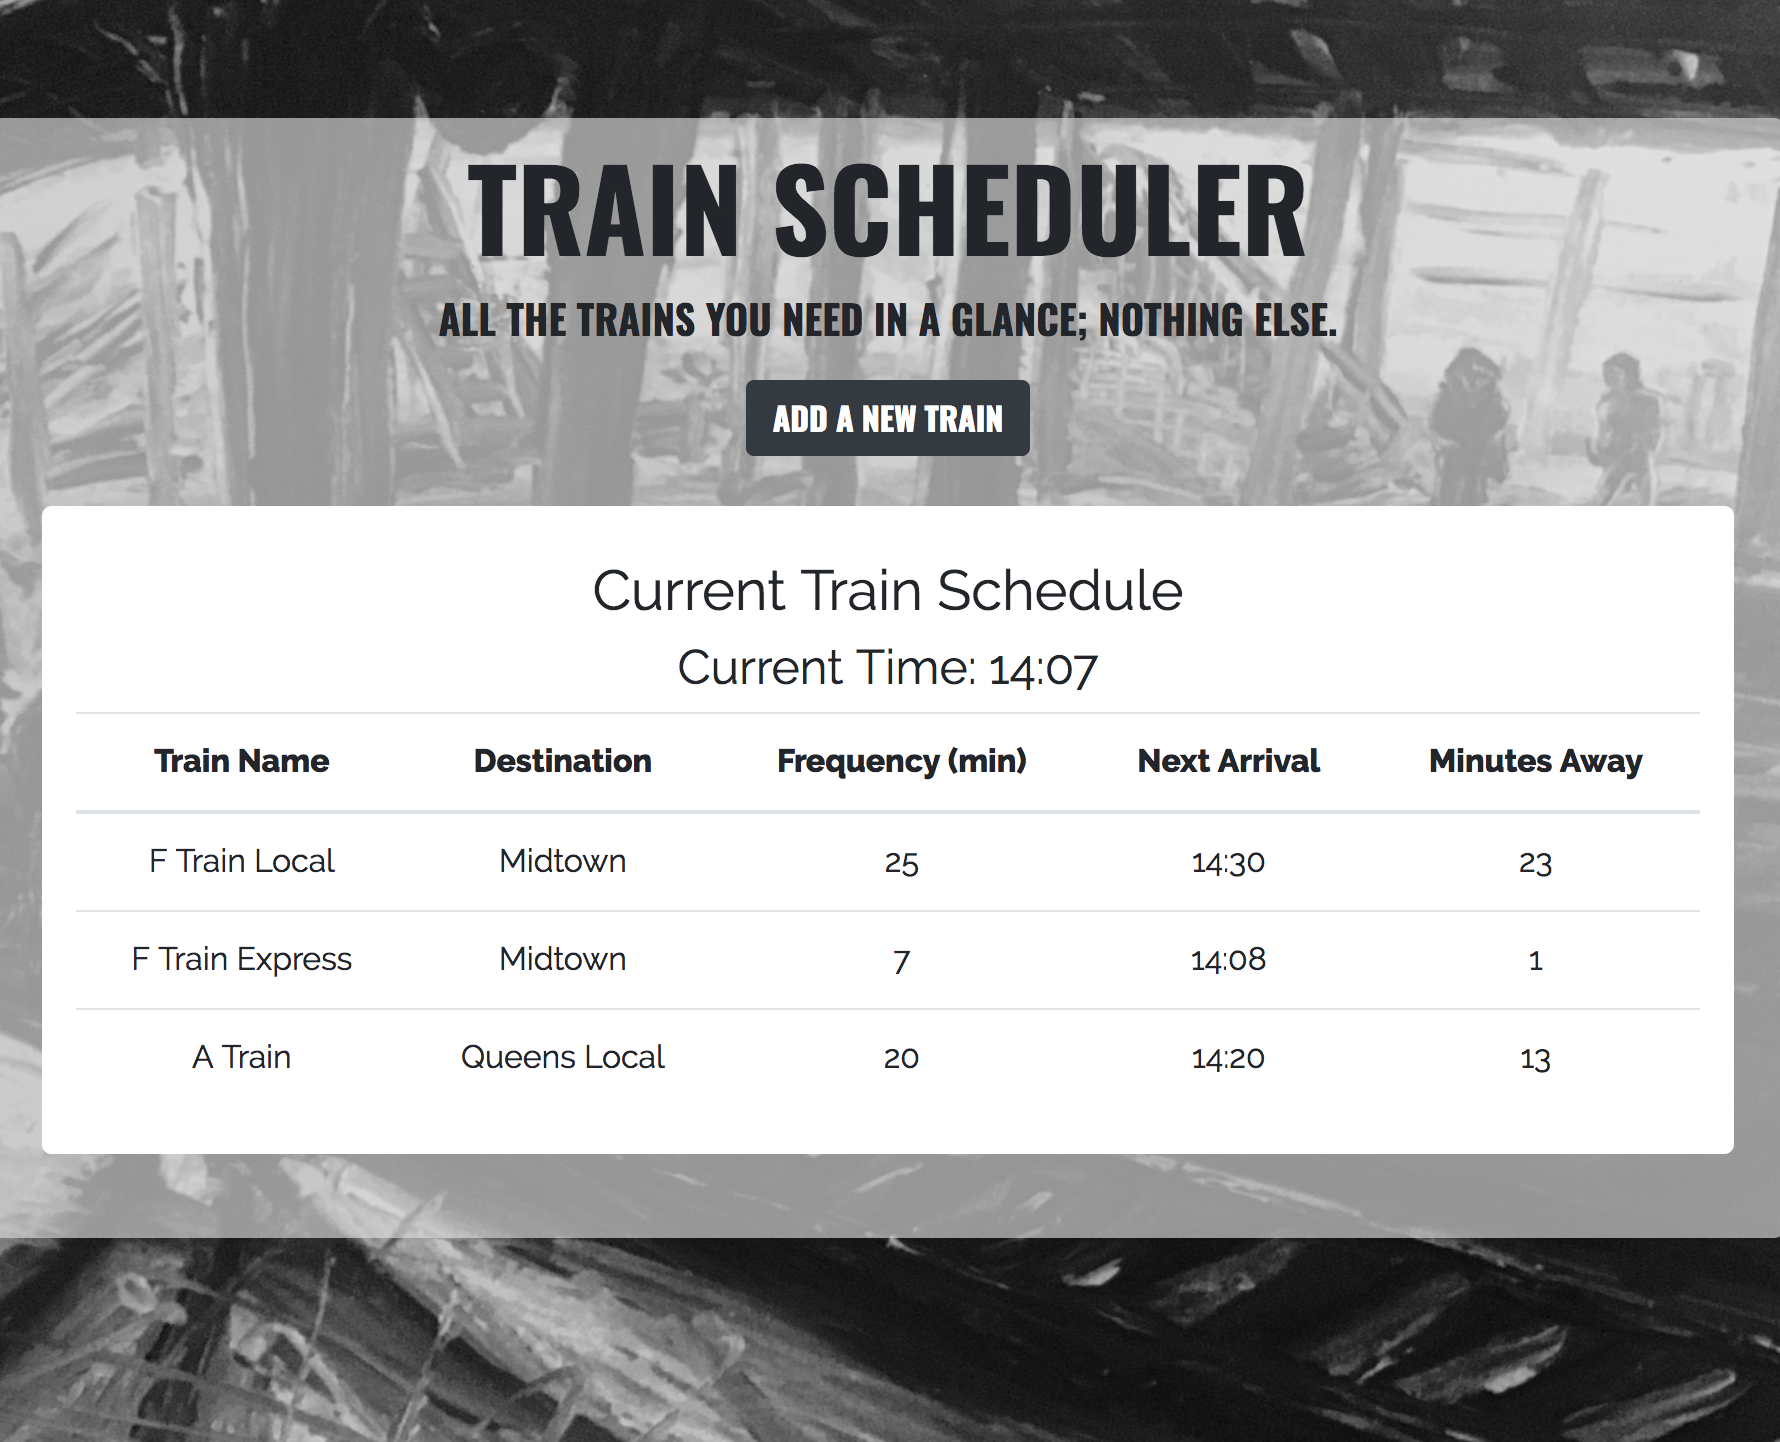 TRAIN SCHEDULER
ALL THE TRAINS YOU NEED IN A GLANCE; NOTHING ELSE.
ADD A NEW TRAIN
Current Train Schedule
Current Time: 14:07
Train Name Destination Frequency (min) Next Arrival Minutes Away
F Train Local Midtown 25 14:30 23
F Train Express Midtown 7 14:08 1
A Train Queens Local 20 14:20 13